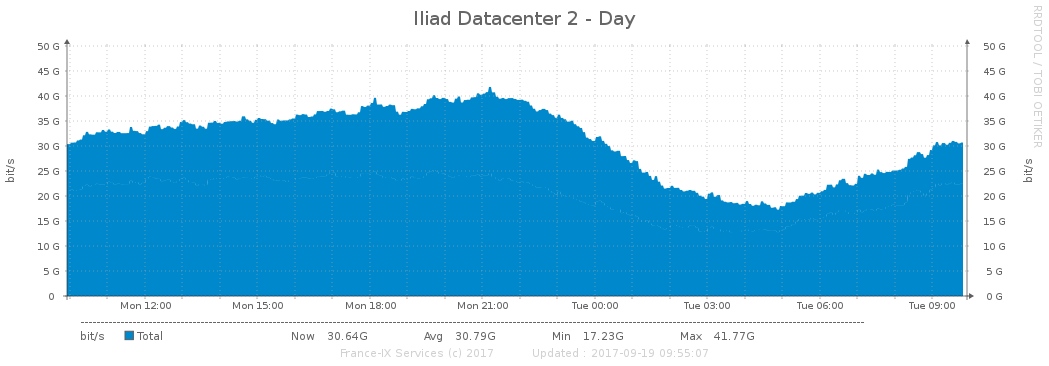 Iliad Datacenter 2 - Day
RRDTOOL / TOBI OETIKER
50 G 50 G
45 G 45 G
40 G 40 G
35 G 35 G
30 G 30 G
25 G 25 G
20 G 20 G
15 G 15 G
10 G 10 G
5 G 5 G
0 0 G
bit/s bit/s
Mon 12:00 Mon 15:00 Mon 18:00 Mon 21:00 Tue 00:00 Tue 03:00 Tue 06:00 Tue 09:00
bit/s Total Now 30.64G Avg 30.79G Min 17.23G Max 41.77G
France-IX Services (c) 2017 Updated : 2017-09-19 09:55:07